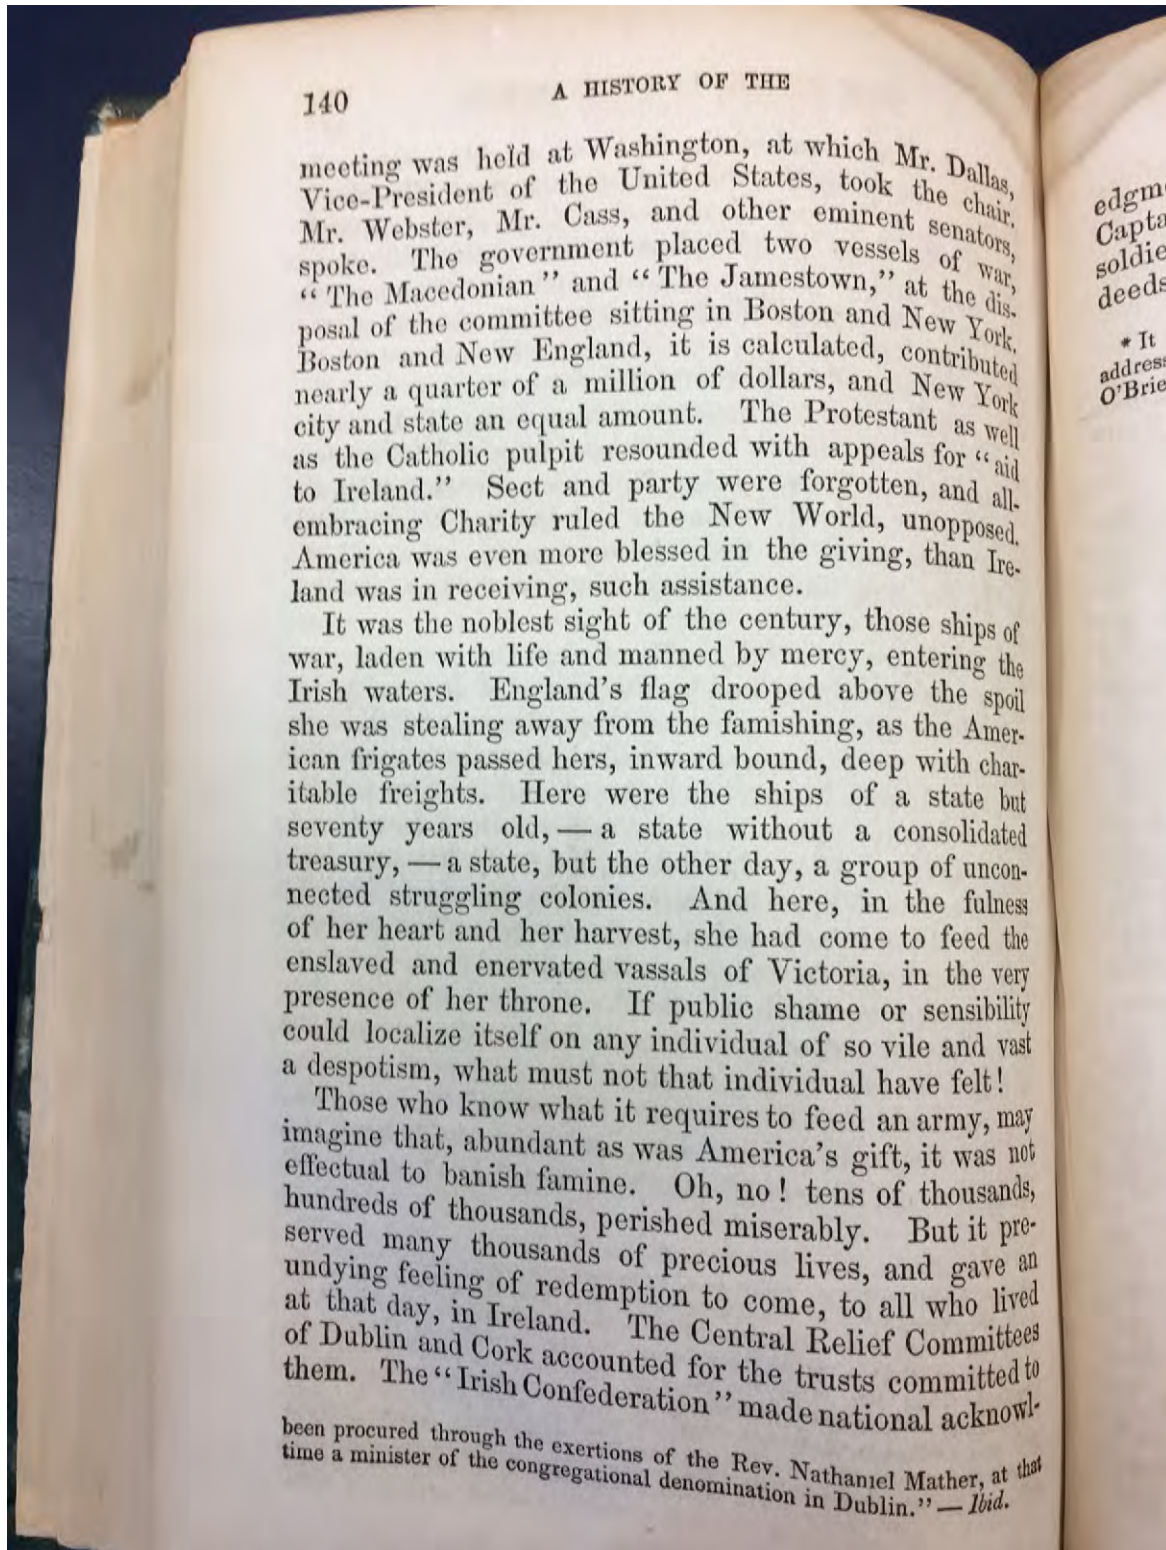 140
A HISTORY OF THE
meeting was held at Washington, at which Mr. Dallas,
Vice-President of the United States, took the chair.
Mr. Webster, Mr. Cass, and other eminent senators,
spoke. The government placed two vessels of war,
“ The Macedonian ” and “ The Jamestown,” at the dis-
posal of the committee sitting in Boston and New York.
Boston and New England, it is calculated, contributed
nearly a quarter of a million of dollars, and New York
city and state an equal amount. The Protestant as well
as the Catholic pulpit resounded with appeals for “ aid
to Ireland.” Sect and party were forgotten, and all-
embracing Charity ruled the New World, unopposed.
America was even more blessed in the giving, than Ire-
land was in receiving, such assistance.
It was the noblest sight of the century, those ships of
war, laden with life and manned by mercy, entering the
Irish waters. England’s flag drooped above the spoil
she was stealing away from the famishing, as the Amer-
ican frigates passed hers, inward bound, deep with char-
itable freights. Here were the ships of a state but
seventy years old, — a state without a consolidated
treasury, — a state, but the other day, a group of uncon-
nected struggling colonies. And here, in the fulness
of her heart and her harvest, she had come to feed the
enslaved and enervated vassals of Victoria, in the very
presence of her throne. If public shame or sensibility
could localize itself on any individual of so vile and vast
a despotism, what must not that individual have felt!
Those who know what it requires to feed an army, may
imagine that, abundant as was America’s gift, it was not
effectual to banish famine. Oh, no! tens of thousands,
hundreds of thousands, perished miserably. But it pre-
served many thousands of precious lives, and gave an
undying feeling of redemption to come, to all who lived
at that day, in Ireland. The Central Relief Committees
of Dublin and Cork accounted for the trusts committed to
them. The “ Irish Confederation ” made national acknowl-
been procured through the exertions of the Rev. Nathaniel Mather, at that
time a minister of the congregational denomination in Dublin.” — Ibid.
edgm
Capta
soldie
deeds
* It
address
O’Brie